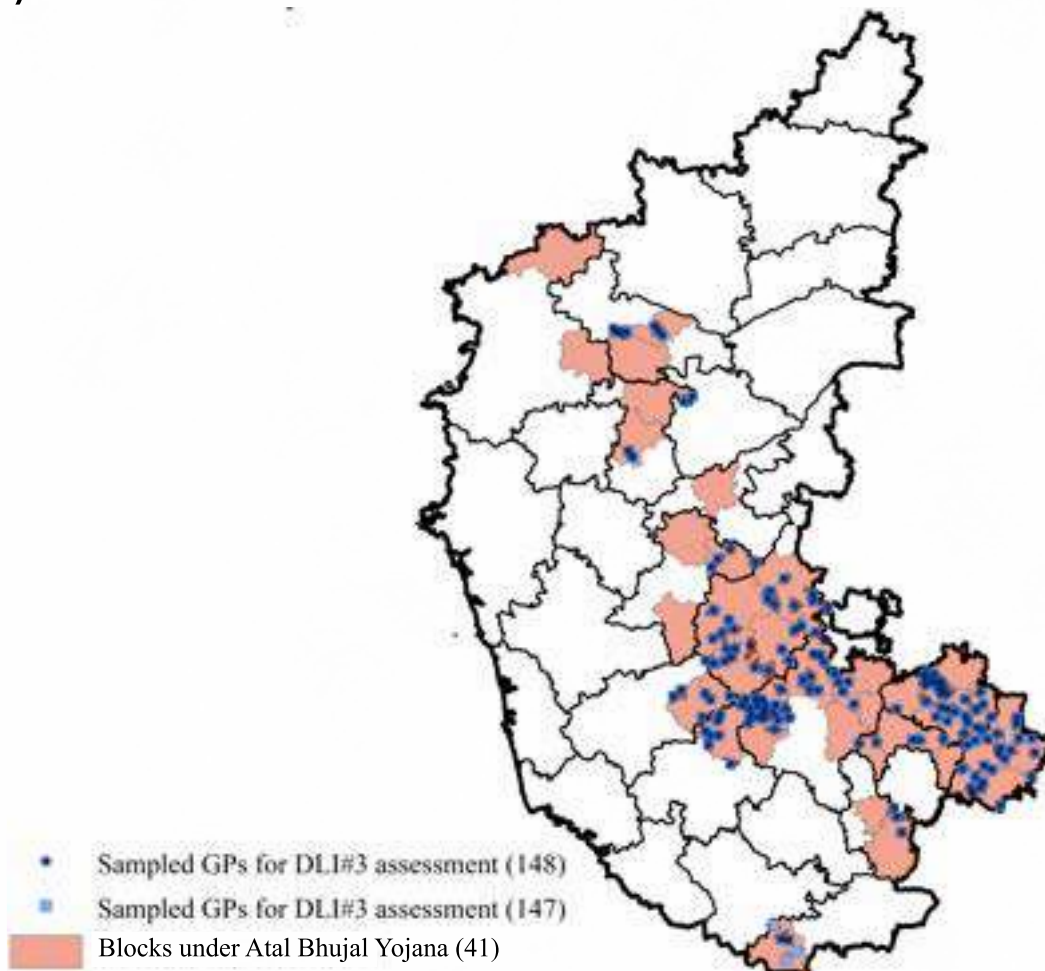 Sampled GPs for DLI#3 assessment (148)
Sampled GPs for DLI#3 assessment (147)
Blocks under Atal Bhujal Yojana (41)